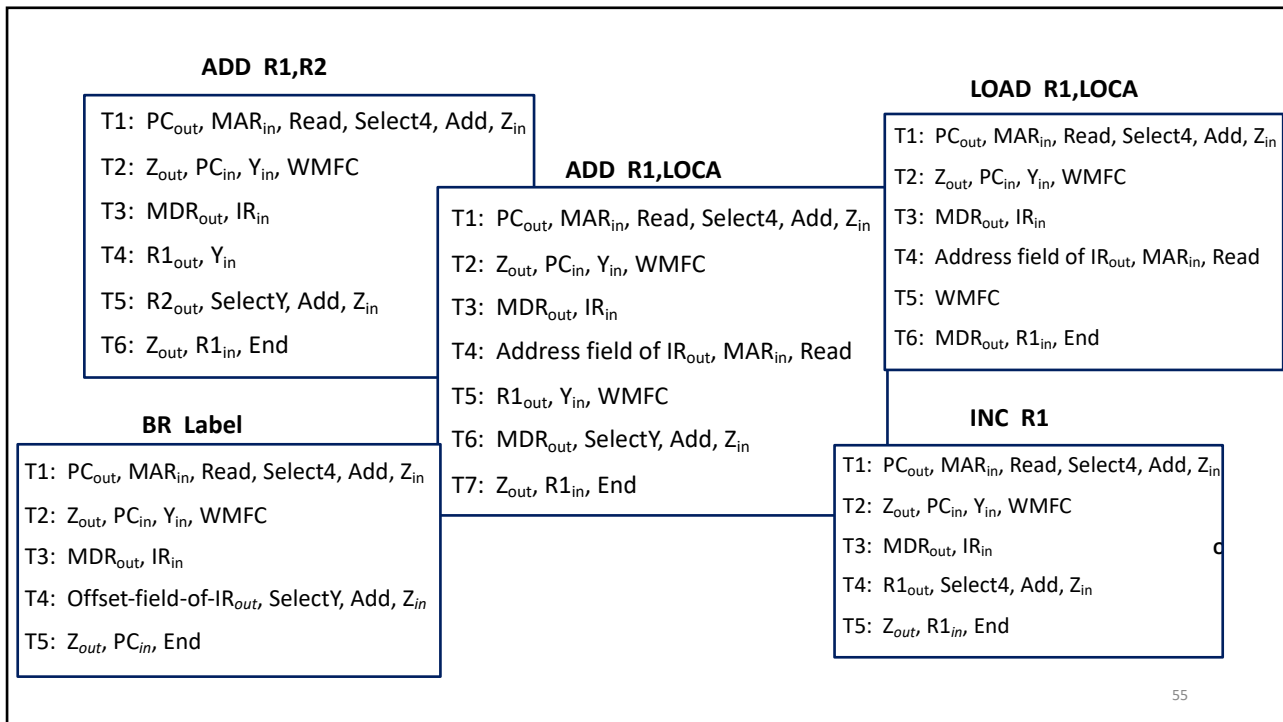 ADD R1,R2
T1: PCout, MARin, Read, Select4, Add, Zin
T2: Zout, PCin, Yin, WMFC
T3: MDRout, IRin
T4: R1out, Yin
T5: R2out, SelectY, Add, Zin
T6: Zout, R1in, End
ADD R1,LOCA
T1: PCout, MARin, Read, Select4, Add, Zin
T2: Zout, PCin, Yin, WMFC
T3: MDRout, IRin
T4: Address field of IRout, MARin, Read
T5: R1out, Yin, WMFC
T6: MDRout, SelectY, Add, Zin
T7: Zout, R1in, End
LOAD R1,LOCA
T1: PCout, MARin, Read, Select4, Add, Zin
T2: Zout, PCin, Yin, WMFC
T3: MDRout, IRin
T4: Address field of IRout, MARin, Read
T5: WMFC
T6: MDRout, R1in, End
BR Label
T1: PCout, MARin, Read, Select4, Add, Zin
T2: Zout, PCin, Yin, WMFC
T3: MDRout, IRin
T4: Offset-field-of-IRout, SelectY, Add, Zin
T5: Zout, PCin, End
INC R1
T1: PCout, MARin, Read, Select4, Add, Zin
T2: Zout, PCin, Yin, WMFC
T3: MDRout, IRin
T4: R1out, Select4, Add, Zin
T5: Zout, R1in, End
55